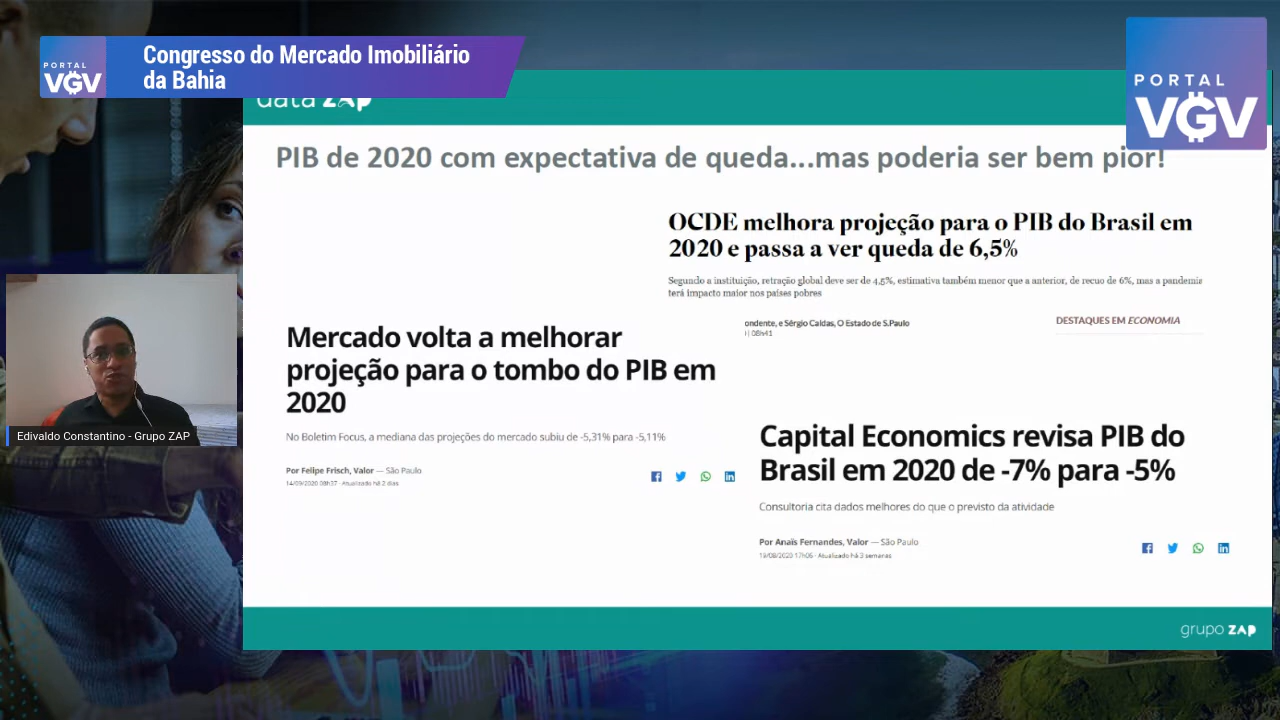 PORTAL
VGV
Congresso do Mercado Imobiliário
da Bahia
PORTAL
VGV
data ZAP
PIB de 2020 com expectativa de queda...mas poderia ser bem pior!
OCDE melhora projeção para o PIB do Brasil em
2020 e passa a ver queda de 6,5%
Segundo a instituição, retração global deve ser de 4,5%, estimativa também menor que a anterior, de recuo de 6%, mas a pandemia
terá impacto maior nos países pobres
ondente, e Sérgio Caldas, O Estado de S.Paulo
| 08h41
DESTAQUES EM ECONOMIA
Mercado volta a melhorar
projeção para o tombo do PIB em
2020
No Boletim Focus, a mediana das projeções do mercado subiu de -5,31% para -5,11%
Por Felipe Frisch, Valor — São Paulo
14/09/2020 08h37 · Atualizado há 2 dias
Capital Economics revisa PIB do
Brasil em 2020 de -7% para -5%
Consultoria cita dados melhores do que o previsto da atividade
Por Anaïs Fernandes, Valor — São Paulo
19/08/2020 17h06 · Atualizado há 3 semanas
Edivaldo Constantino - Grupo ZAP
grupo ZAP